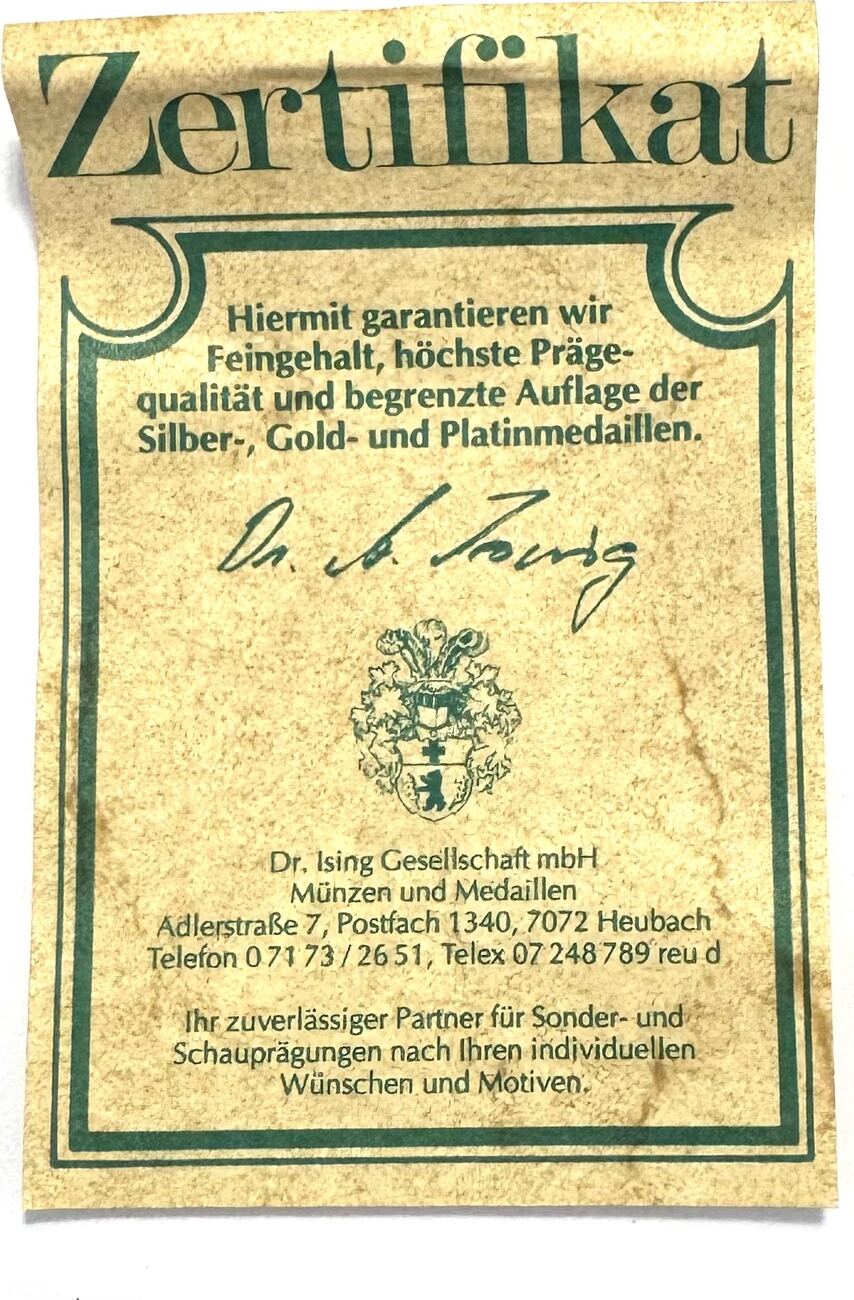 Zertifikat
Hiermit garantieren wir
Feingehalt, höchste Präge-
qualität und begrenzte Auflage der
Silber-, Gold- und Platinmedaillen.
Dr. A. Ising
Dr. Ising Gesellschaft mbH
Münzen und Medaillen
Adlerstraße 7, Postfach 1340, 7072 Heubach
Telefon 0 71 73 / 26 51, Telex 07 248 789 reu d
Ihr zuverlässiger Partner für Sonder- und
Schauprägungen nach Ihren individuellen
Wünschen und Motiven.